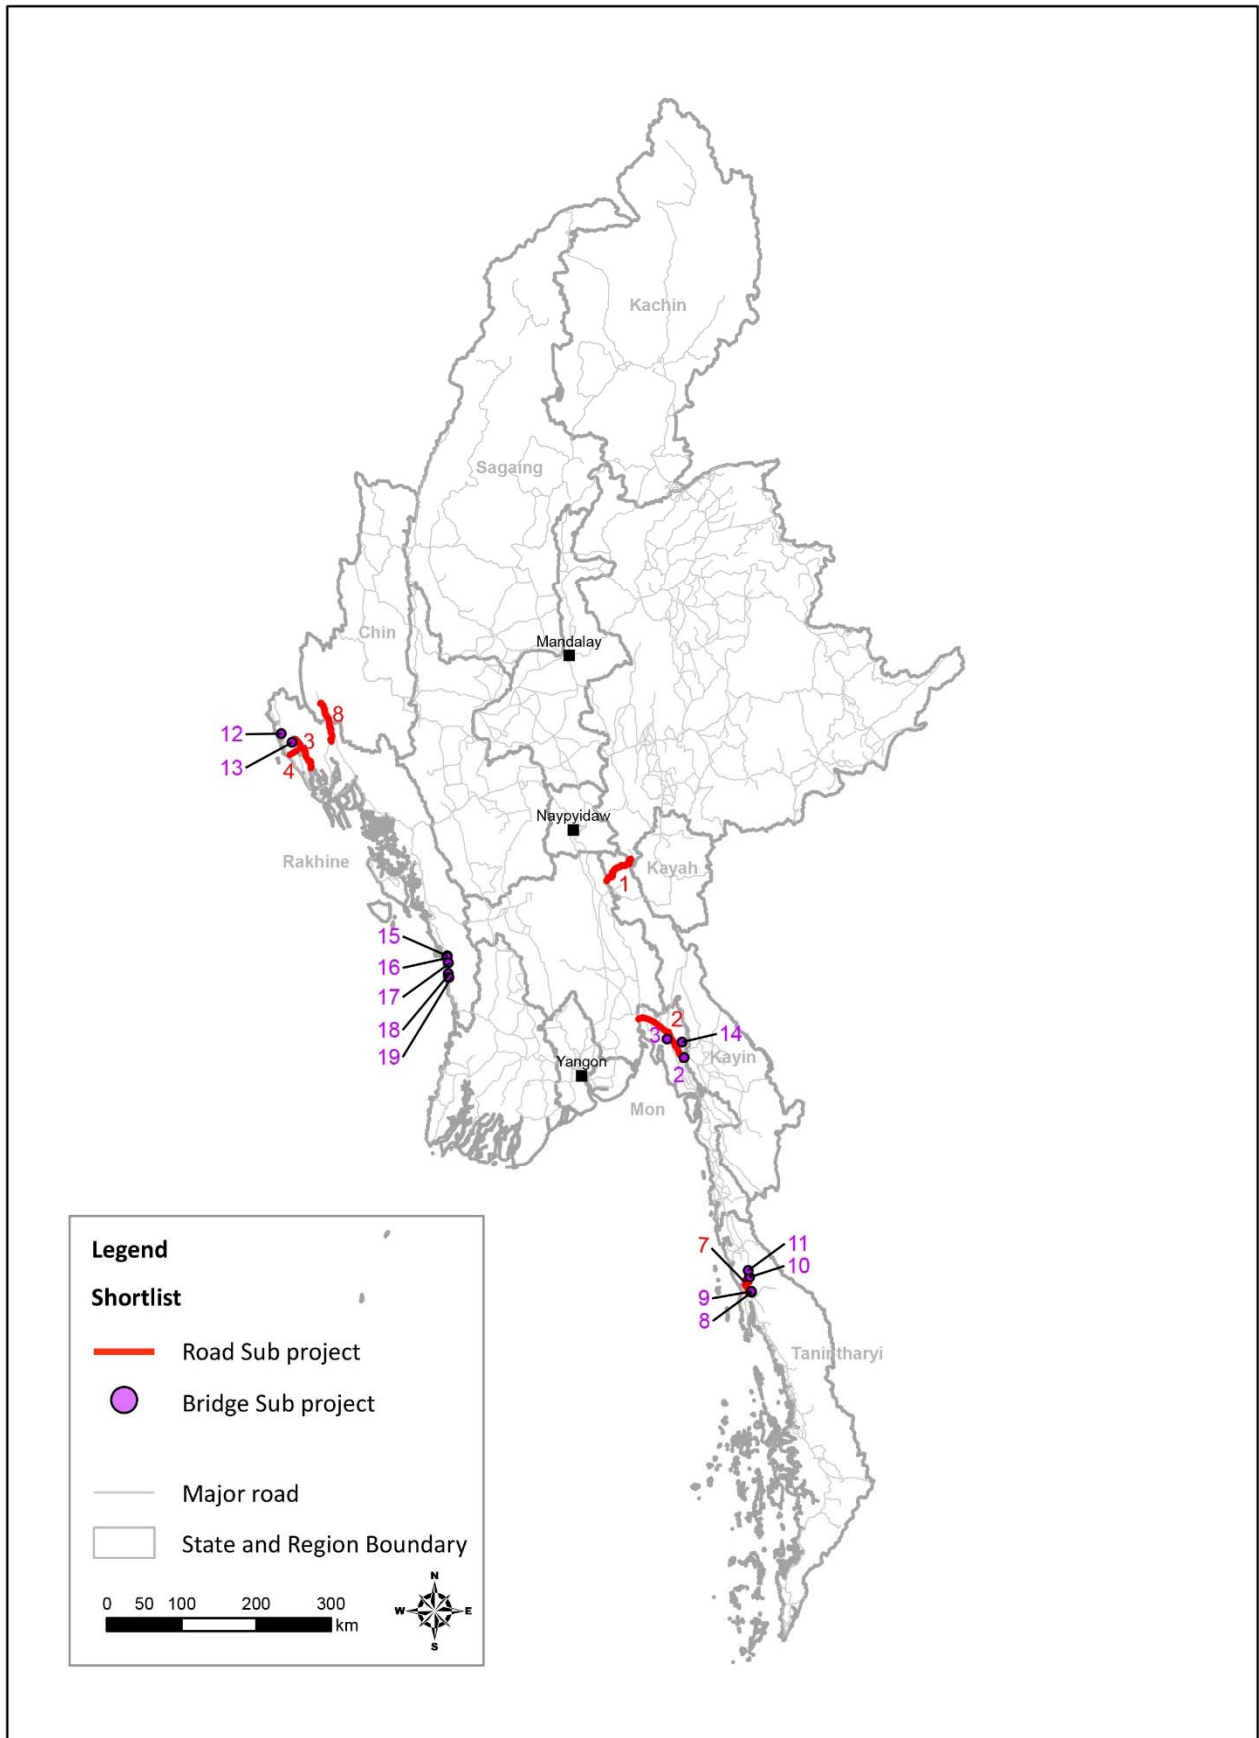 Kachin
Sagaing
Mandalay
Chin
8
12
3
13
4
Naypyidaw
Rakhine
Kayah
1
15
16
17
18
19
2
3
14
Kayin
2
Yangon
Mon
7
11
10
9
8
Tanintharyi
Legend
Shortlist
Road Sub project
Bridge Sub project
Major road
State and Region Boundary
0 50 100 200 300
km
N
W E
S